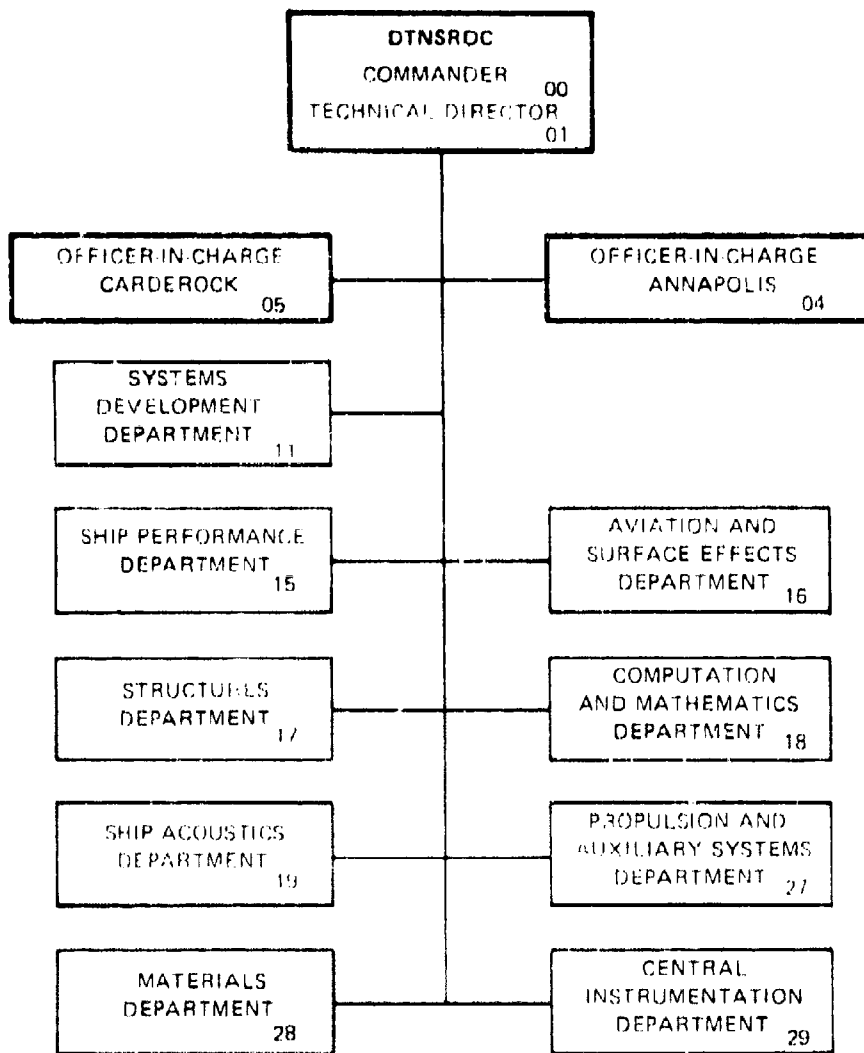 DTNSRDC
COMMANDER
00
TECHNICAL DIRECTOR
01
OFFICER-IN-CHARGE
CARDEROCK
05
OFFICER-IN-CHARGE
ANNAPOLIS
04
SYSTEMS
DEVELOPMENT
DEPARTMENT
11
SHIP PERFORMANCE
DEPARTMENT
15
AVIATION AND
SURFACE EFFECTS
DEPARTMENT
16
STRUCTURES
DEPARTMENT
17
COMPUTATION
AND MATHEMATICS
DEPARTMENT
18
SHIP ACOUSTICS
DEPARTMENT
19
PROPULSION AND
AUXILIARY SYSTEMS
DEPARTMENT
27
MATERIALS
DEPARTMENT
28
CENTRAL
INSTRUMENTATION
DEPARTMENT
29